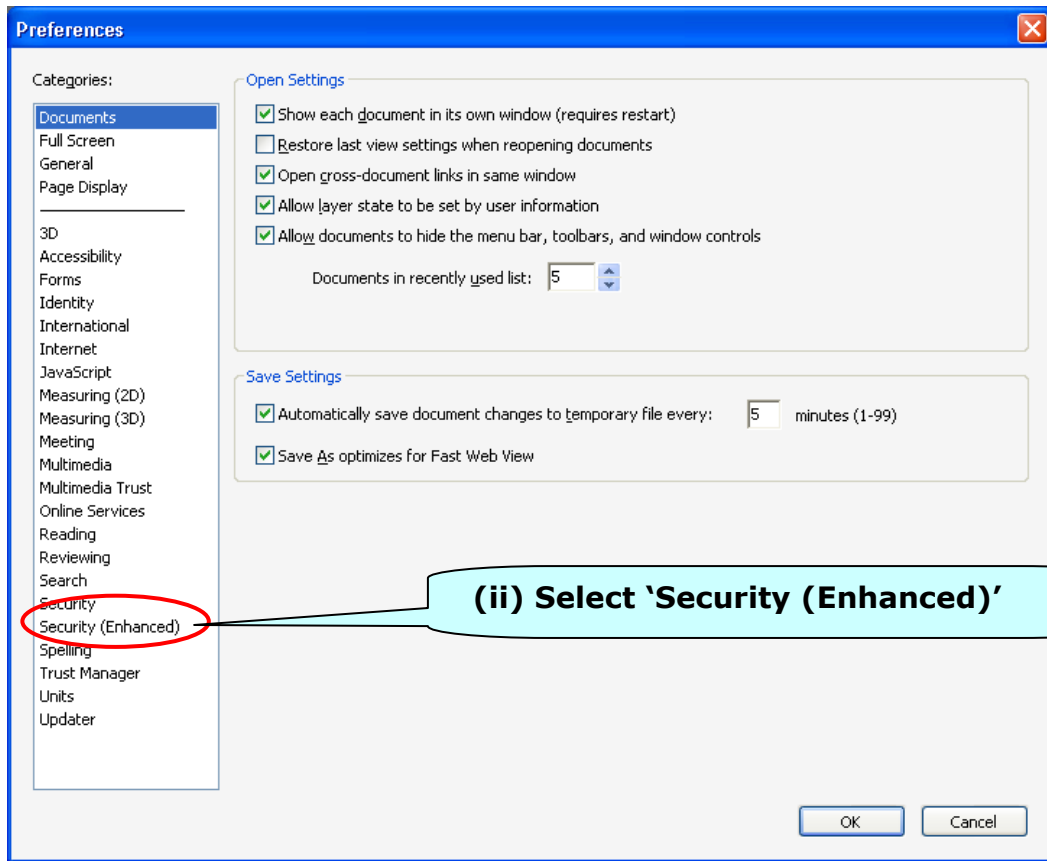 Preferences
Categories:
Documents
Full Screen
General
Page Display
3D
Accessibility
Forms
Identity
International
Internet
JavaScript
Measuring (2D)
Measuring (3D)
Meeting
Multimedia
Multimedia Trust
Online Services
Reading
Reviewing
Search
Security
Security (Enhanced)
Spelling
Trust Manager
Units
Updater
Open Settings
Show each document in its own window (requires restart)
Restore last view settings when reopening documents
Open cross-document links in same window
Allow layer state to be set by user information
Allow documents to hide the menu bar, toolbars, and window controls
Documents in recently used list: 5
Save Settings
Automatically save document changes to temporary file every: 5 minutes (1-99)
Save As optimizes for Fast Web View
(ii) Select ‘Security (Enhanced)’
OK Cancel